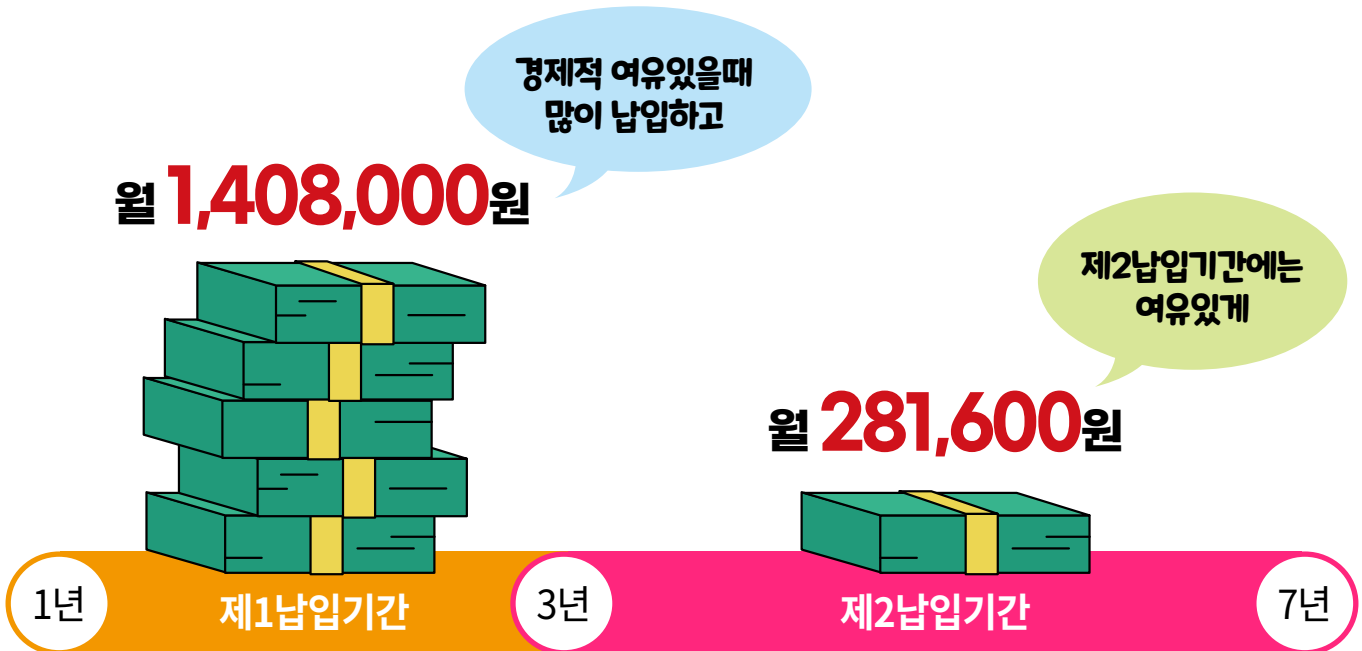 경제적 여유있을때
많이 납입하고
월 1,408,000원
제2납입기간에는
여유있게
월 281,600원
1년
제1납입기간
3년
제2납입기간
7년